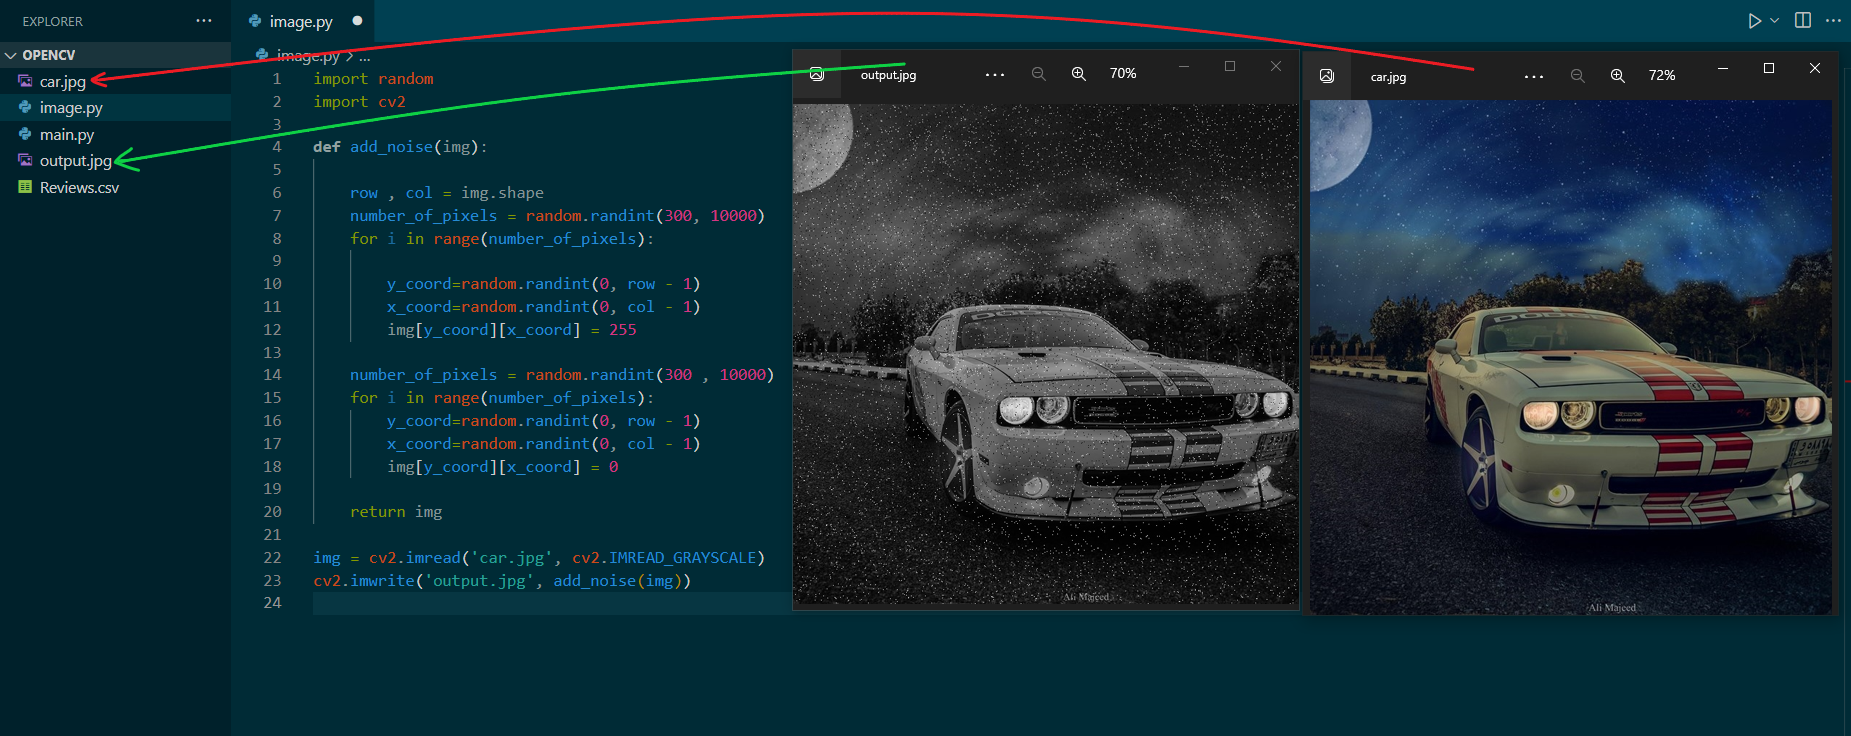 EXPLORER ···
OPENCV
car.jpg
image.py
main.py
output.jpg
Reviews.csv
image.py
image.py > ...
1 import random
2 import cv2
3
4 def add_noise(img):
5
6 row , col = img.shape
7 number_of_pixels = random.randint(300, 10000)
8 for i in range(number_of_pixels):
9
10 y_coord=random.randint(0, row - 1)
11 x_coord=random.randint(0, col - 1)
12 img[y_coord][x_coord] = 255
13
14 number_of_pixels = random.randint(300 , 10000)
15 for i in range(number_of_pixels):
16 y_coord=random.randint(0, row - 1)
17 x_coord=random.randint(0, col - 1)
18 img[y_coord][x_coord] = 0
19
20 return img
21
22 img = cv2.imread('car.jpg', cv2.IMREAD_GRAYSCALE)
23 cv2.imwrite('output.jpg', add_noise(img))
24
output.jpg ··· 70%
DODGE
Ali Majeed
car.jpg ··· 72%
DODGE
Ali Majeed